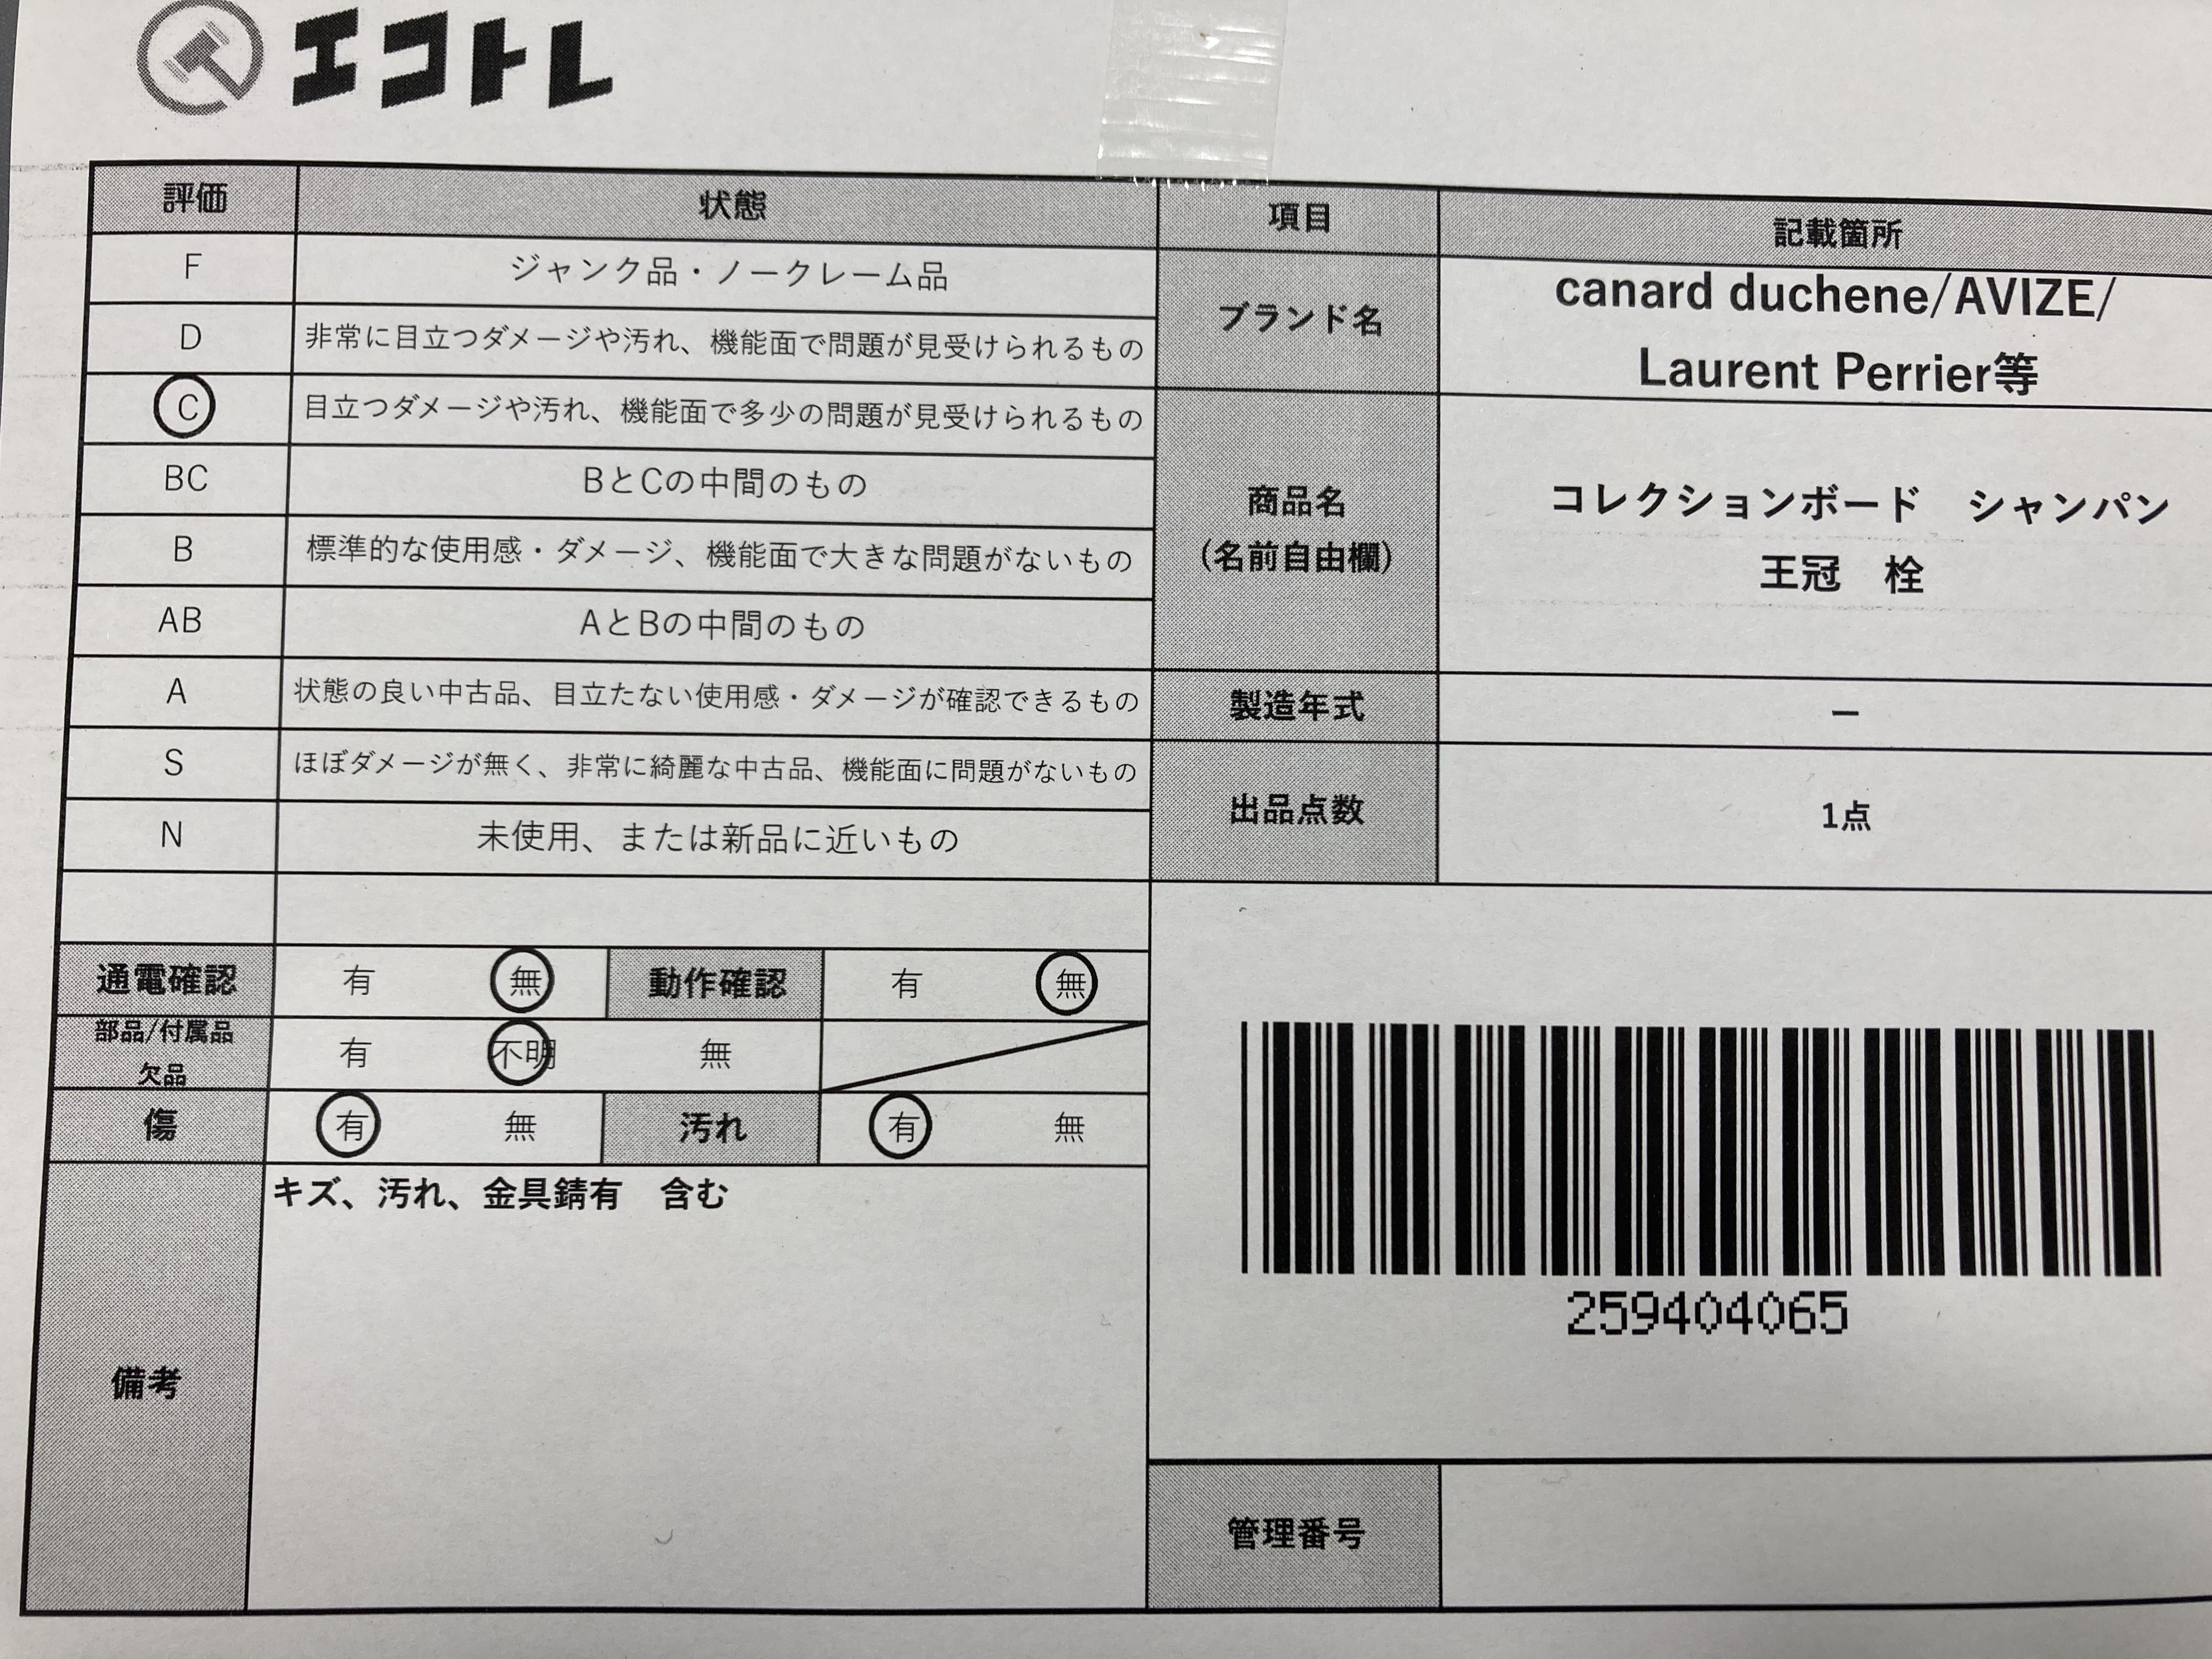 エコトレ
評価 状態
F ジャンク品・ノークレーム品
D 非常に目立つダメージや汚れ、機能面で問題が見受けられるもの
C 目立つダメージや汚れ、機能面で多少の問題が見受けられるもの
BC BとCの中間のもの
B 標準的な使用感・ダメージ、機能面で大きな問題がないもの
AB AとBの中間のもの
A 状態の良い中古品、目立たない使用感・ダメージが確認できるもの
S ほぼダメージが無く、非常に綺麗な中古品、機能面に問題がないもの
N 未使用、または新品に近いもの
通電確認 有 無 動作確認 有 無
部品/付属品
欠品
有 不明 無
傷 有 無 汚れ 有 無
備考
キズ、汚れ、金具錆有 含む
項目 記載箇所
ブランド名
canard duchene/AVIZE/
Laurent Perrier等
商品名
(名前自由欄)
コレクションボード シャンパン
王冠 栓
製造年式 ー
出品点数 1点
259404065
管理番号